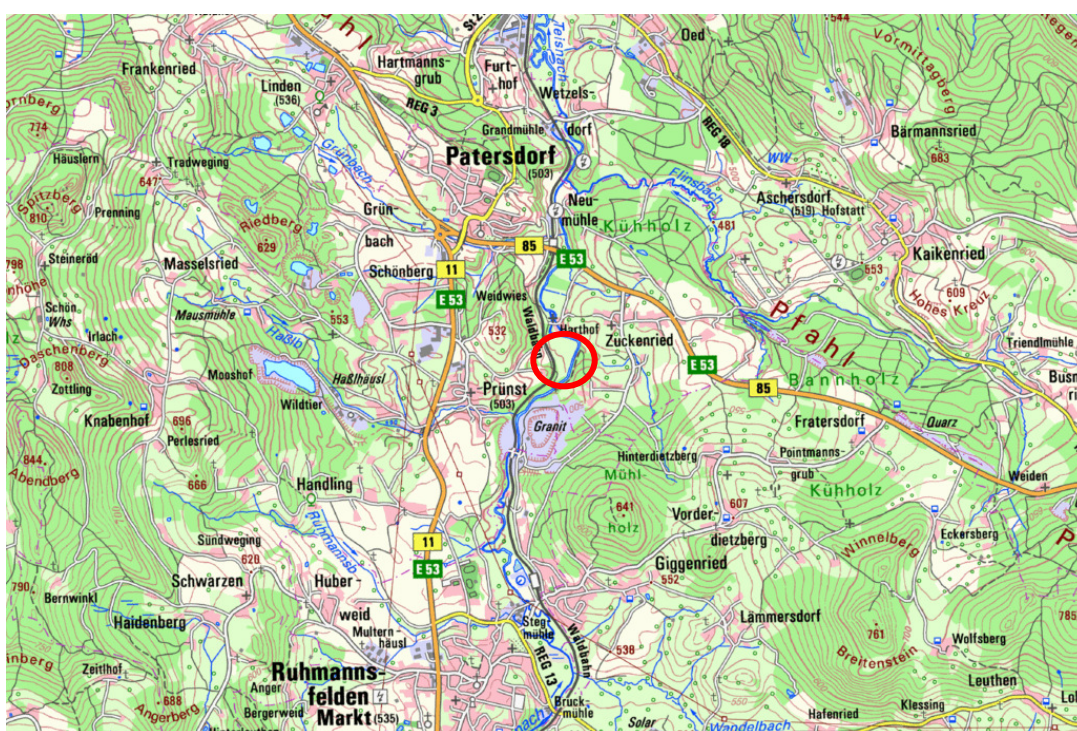 Frankenried
Linden
(536)
Hartmanns-
grub
Furt-
hof
Teisnach
Oed
544
Vormittagberg
REG 3
REG 18
Wetzels-
dorf
Grandmühle
Patersdorf
(503)
Bärmannsried
683
774
Häuslern
647
Tradweging
Grünbach
WW
Aschersdorf
(519)
Hofstatt
Flinsbach
Neu-
mühle
Kühholz
481
Spitzberg
810
Prenning
Riedberg
629
Grün-
bach
85
E 53
553
Kaikenried
798
Steineröd
Masselsried
Schönberg
11
E 53
609
Hohes Kreuz
Schön
Whs
Irlach
Mausmühle
553
Weidwies
532
Waldbahn
Harthof
Zuckenried
Pfahl
Triendlmühle
Haßlb
Daschenberg
808
Zottling
Mooshof
Haßlhäusl
Prünst
(503)
E 53
85
Bannholz
Wildtier
Granit
Knabenhof
696
Perlesried
Fratersdorf
Quarz
Hinterdietzberg
Pointmanns-
grub
844
Abendberg
666
Handling
Mühl-
holz
641
Kühholz
Weiden
Ruhmannsb
Vorder-
dietzberg
607
Eckersberg
Sündweging
620
11
E 53
Winnelberg
Schwarzen
Huber-
weid
Giggenried
552
790
Bernwinkl
Haidenberg
Multern-
häusl
Stegmühle
Lämmersdorf
761
Breitenstein
785
Wolfsberg
Zeitlhof
Ruhmanns-
felden
Markt
(535)
REG 13
Waldbahn
538
Leuthen
688
Angerberg
Anger
Bergerweid
Bruck-
mühle
Solar
Wandelbach
Hafenried
Klessing